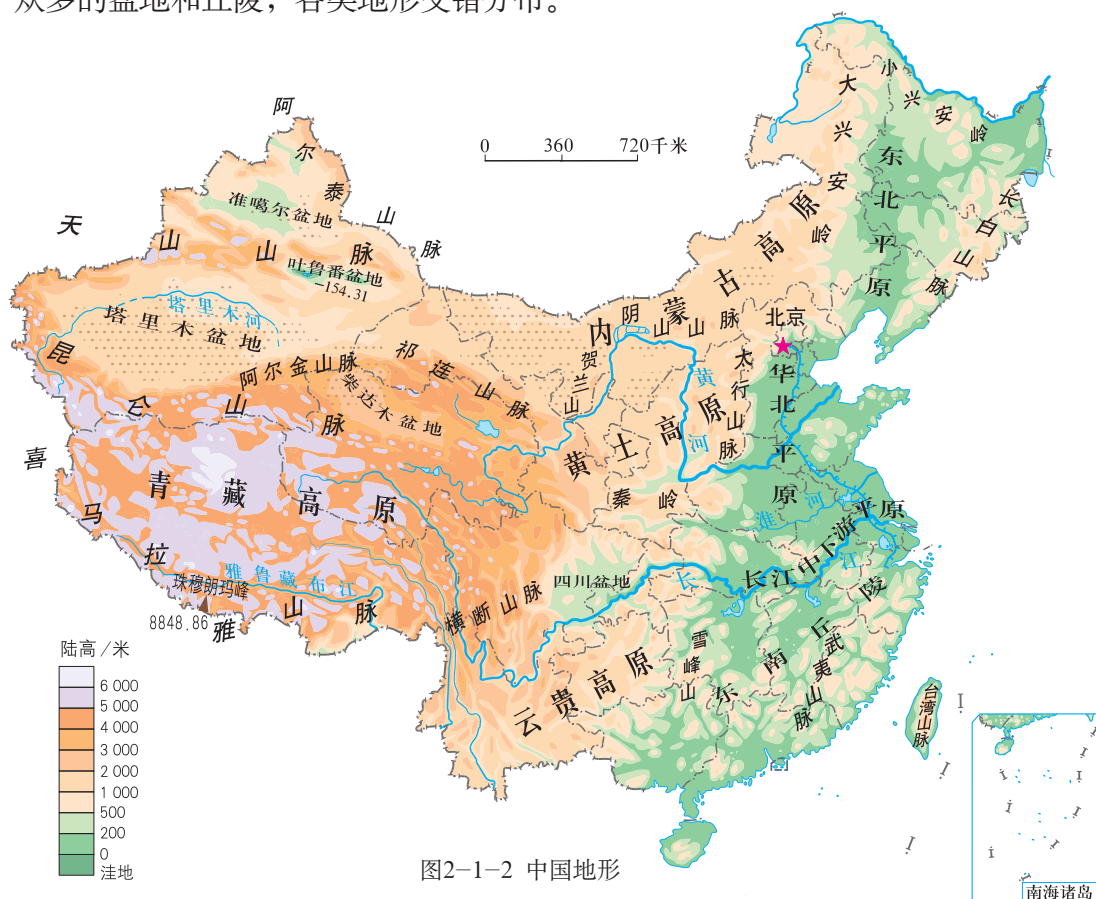 众多的盆地和丘陵，各类地形交错分布。
0 360 720千米
阿尔泰山脉
准噶尔盆地
天山山脉
吐鲁番盆地
-154.31
塔里木河
塔里木盆地
昆仑山脉
阿尔金山脉
祁连山脉
柴达木盆地
喜马拉雅山脉
青藏高原
雅鲁藏布江
珠穆朗玛峰
8848.86
横断山脉
大兴安岭
小兴安岭
东北平原
长白山脉
内蒙古高原
阴山山脉
贺兰山
北京
太行山脉
黄河
黄土高原
华北平原
秦岭
淮河
四川盆地
长江
长江中下游平原
云贵高原
雪峰山
东南丘陵
武夷山脉
台湾山脉
陆高/米
6 000
5 000
4 000
3 000
2 000
1 000
500
200
0
洼地
图2-1-2 中国地形
南海诸岛